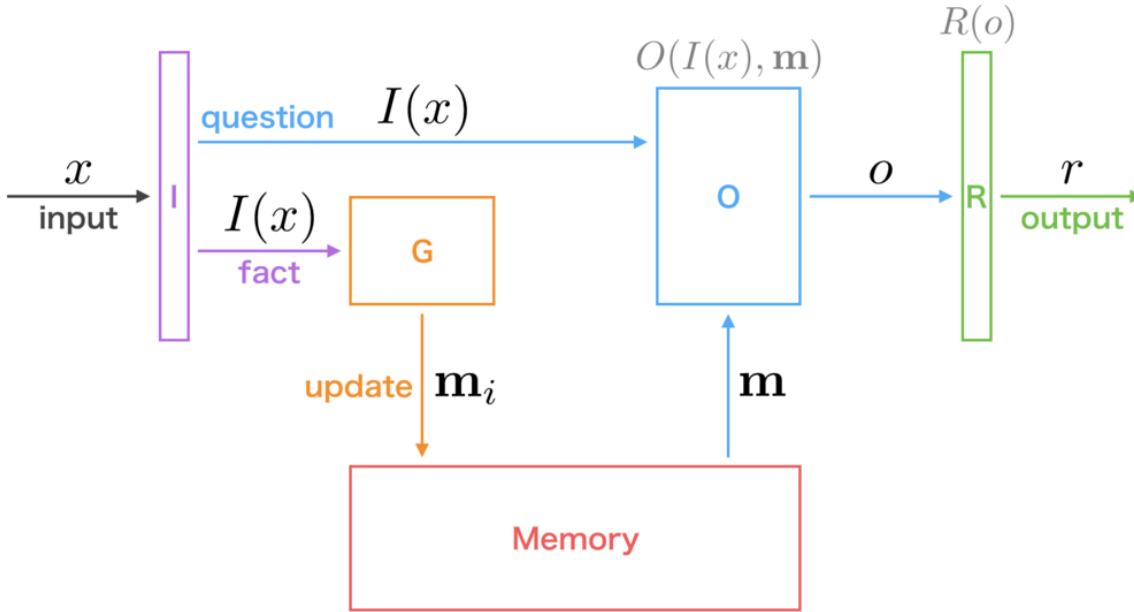 R(o)
O(I(x), m)
question I(x)
x
input
I
I(x)
fact
G
O
o
R
r
output
update m_i
m
Memory